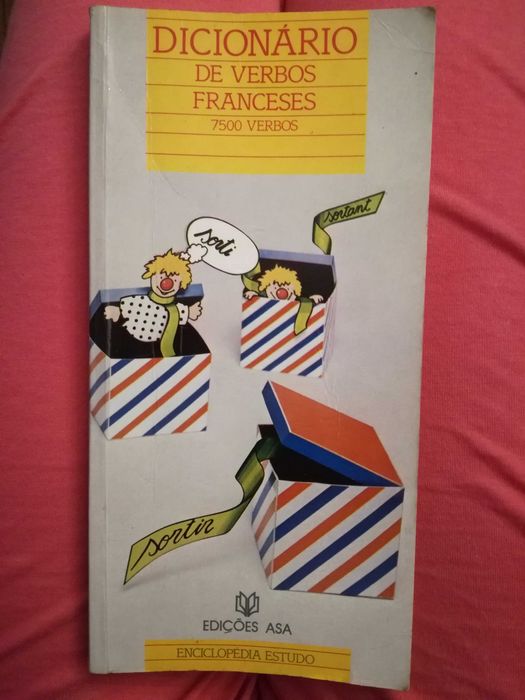 DICIONÁRIO
DE VERBOS
FRANCESES
7500 VERBOS
sortant
sorti
sortir
EDIÇÕES ASA
ENCICLOPÉDIA ESTUDO